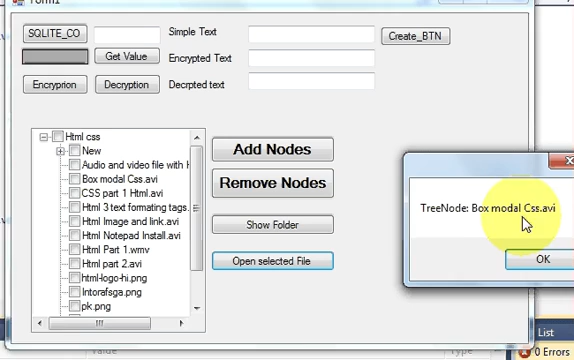 Form1
SQLITE_CO
Simple Text
Create_BTN
Get Value
Encrypted Text
Encryprion
Decryption
Decrpted text
Html css
New
Audio and video file with H
Box modal Css.avi
CSS part 1 Html.avi
Html 3 text formating tags.
Html Image and link.avi
Html Notepad Install.avi
Html Part 1.wmv
Html part 2.avi
html-logo-hi.png
Intorafsga.png
pk.png
Add Nodes
Remove Nodes
Show Folder
Open selected File
TreeNode: Box modal Css.avi
OK
Value
List
0 Errors